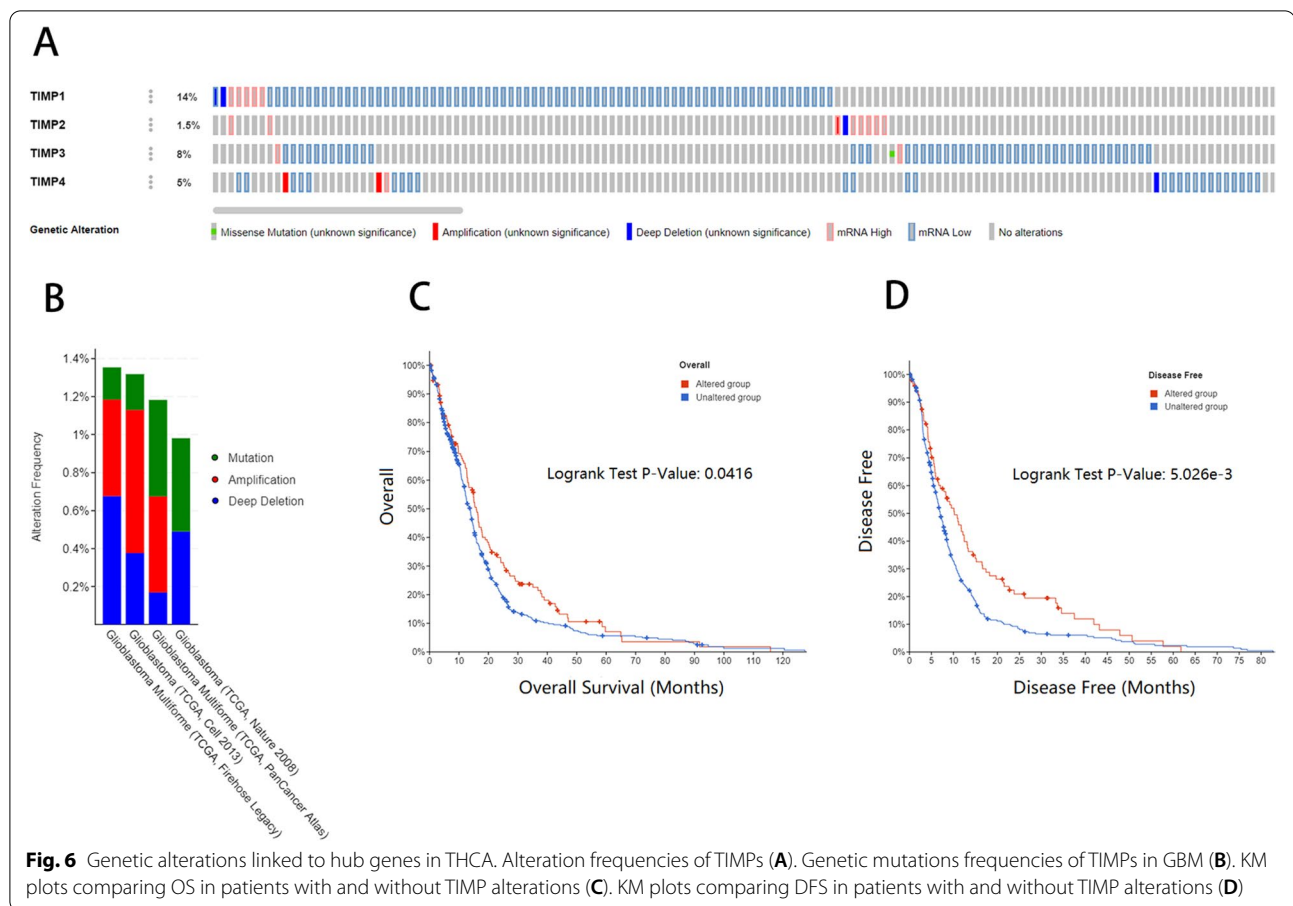 A
TIMP1 14%
TIMP2 1.5%
TIMP3 8%
TIMP4 5%
Genetic Alteration Missense Mutation (unknown significance) Amplification (unknown significance) Deep Deletion (unknown significance) mRNA High mRNA Low No alterations
B
Alteration Frequency
1.4%
1.2%
1%
0.8%
0.6%
0.4%
0.2%
Mutation
Amplification
Deep Deletion
Glioblastoma Multiforme (TCGA, Firehose Legacy)
Glioblastoma (TCGA, Cell 2013)
Glioblastoma Multiforme (TCGA, PanCancer Atlas)
Glioblastoma (TCGA, Nature 2008)
C
Overall
100%
90%
80%
70%
60%
50%
40%
30%
20%
10%
0%
Overall
Altered group
Unaltered group
Logrank Test P-Value: 0.0416
0 10 20 30 40 50 60 70 80 90 100 110 120
Overall Survival (Months)
D
Disease Free
100%
90%
80%
70%
60%
50%
40%
30%
20%
10%
0%
Disease Free
Altered group
Unaltered group
Logrank Test P-Value: 5.026e-3
0 5 10 15 20 25 30 35 40 45 50 55 60 65 70 75 80
Disease Free (Months)
Fig. 6 Genetic alterations linked to hub genes in THCA. Alteration frequencies of TIMPs (A). Genetic mutations frequencies of TIMPs in GBM (B). KM
plots comparing OS in patients with and without TIMP alterations (C). KM plots comparing DFS in patients with and without TIMP alterations (D)